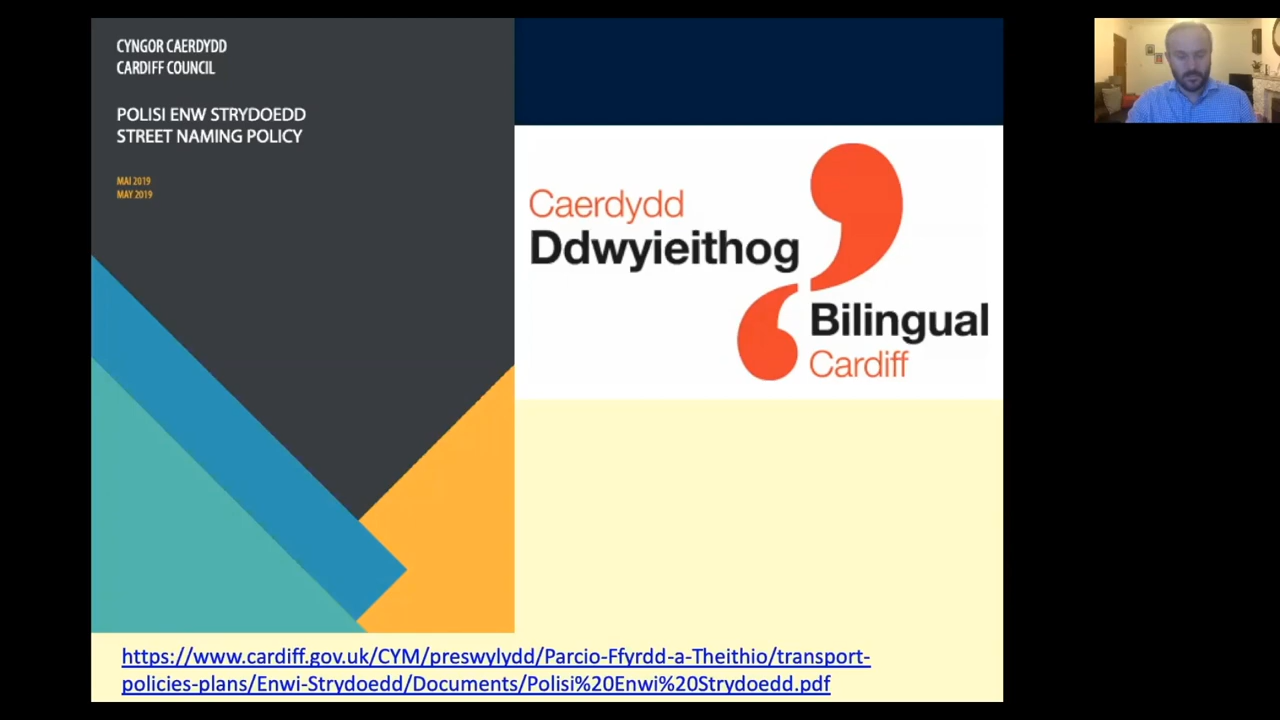 CYNGOR CAERDYDD
CARDIFF COUNCIL
POLISI ENW STRYDOEDD
STREET NAMING POLICY
MAI 2019
MAY 2019
Caerdydd
Ddwyieithog
Bilingual
Cardiff
https://www.cardiff.gov.uk/CYM/preswylydd/Parcio-Ffyrdd-a-Theithio/transport-
policies-plans/Enwi-Strydoedd/Documents/Polisi%20Enwi%20Strydoedd.pdf